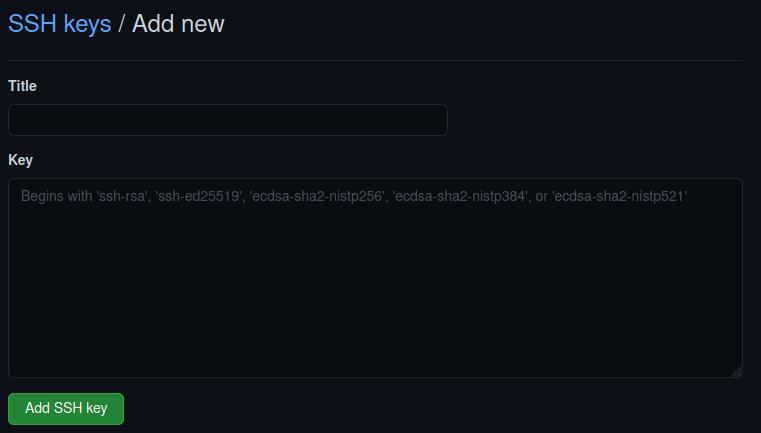 SSH keys / Add new
Title
Key
Begins with 'ssh-rsa', 'ssh-ed25519', 'ecdsa-sha2-nistp256', 'ecdsa-sha2-nistp384', or 'ecdsa-sha2-nistp521'
Add SSH key